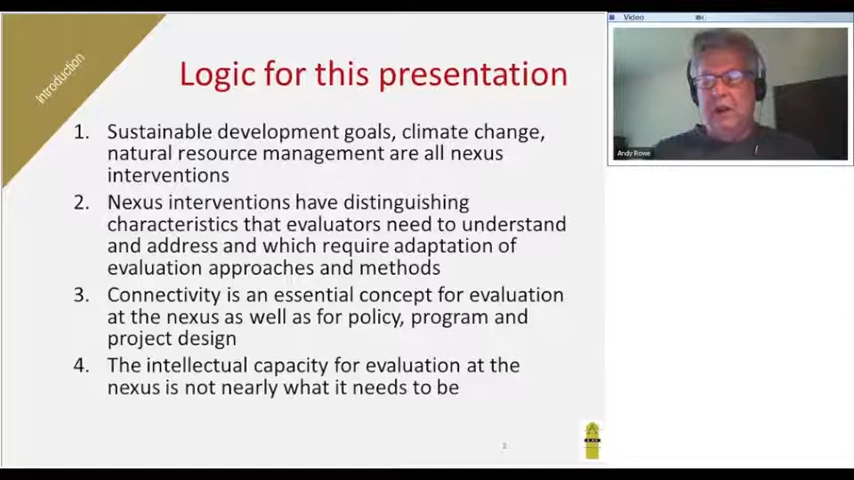 Introduction
Logic for this presentation
1. Sustainable development goals, climate change,
natural resource management are all nexus
interventions
2. Nexus interventions have distinguishing
characteristics that evaluators need to understand
and address and which require adaptation of
evaluation approaches and methods
3. Connectivity is an essential concept for evaluation
at the nexus as well as for policy, program and
project design
4. The intellectual capacity for evaluation at the
nexus is not nearly what it needs to be
Video
Andy Rowe